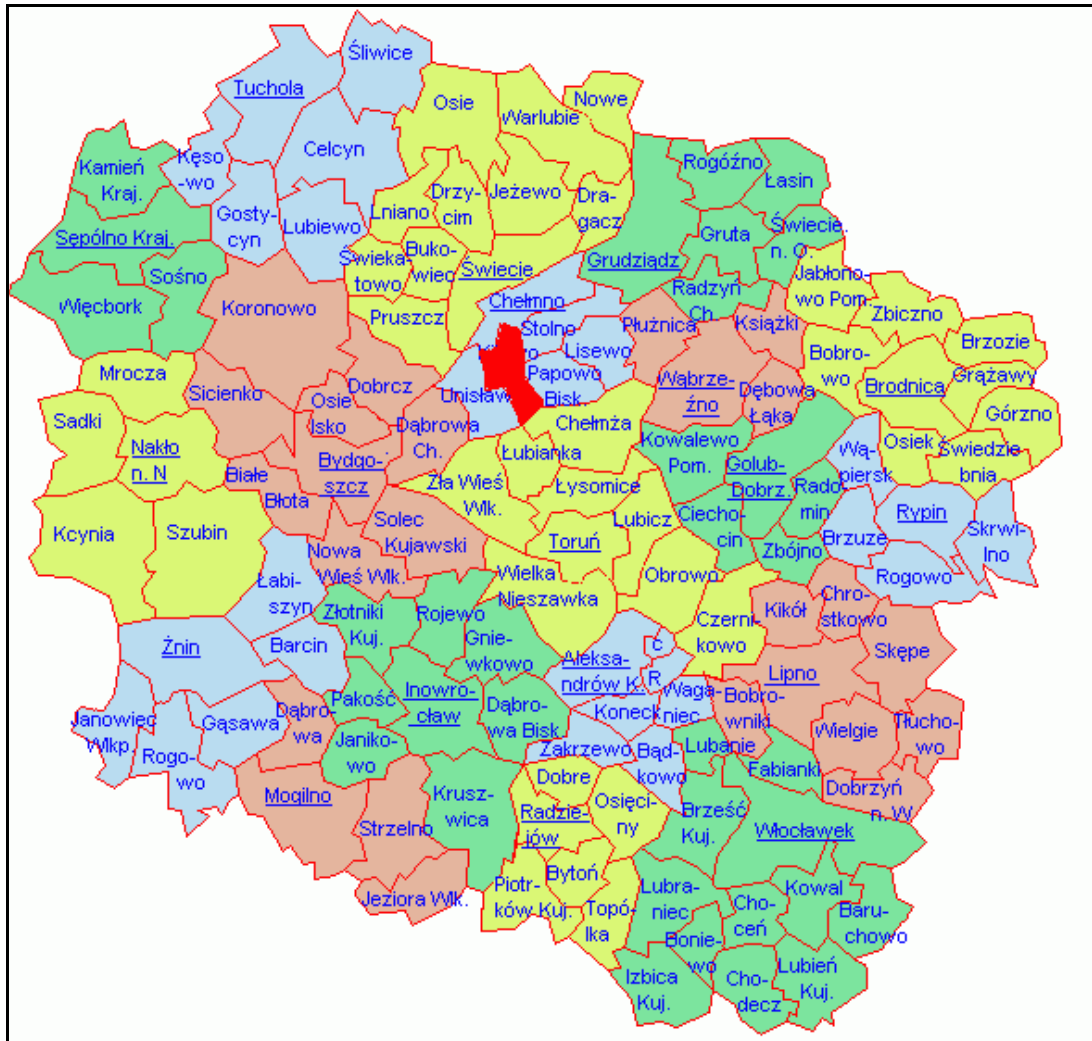 Śliwice
Tuchola
Nowe
Osie
Warlubie
Celcyn
Kęso
-wo
Kamień
Kraj.
Rogóźno
Łasin
Jeżewo
Drzy-
cim
Dra-
gacz
Lniano
Gosty-
cyn
Lubiewo
Sępólno Kraj.
Gruta
Świecie.
n. O.
Buko-
wiec
Świeka-
towo
Świecie
Grudziądz
Sośno
Jabłono-
wo Pom.
Radzyń
Ch.
Więcbork
Koronowo
Chełmno
Pruszcz
Stolno
Płużnica
Książki
Zbiczno
Brzozie
Lisewo
Bobro-
wo
Mrocza
Papowo
Bisk.
Wąbrze-
źno
Dębowa
Łąka
Brodnica
Grążawy
Sicienko
Dobrcz
Unisław
Osie
lsko
Górzno
Sadki
Dąbrowa
Ch.
Chełmża
Kowalewo
Pom.
Osiek
Świedzie
bnia
Nakło
n. N
Bydgo-
szcz
Łubianka
Golub-
Dobrz.
Wą-
piersk
Białe
Błota
Zła Wieś
Wlk.
Łysomice
Rado
min
Lubicz
Ciecho-
cin
Rypin
Skrwi-
lno
Solec
Kujawski
Kcynia
Szubin
Toruń
Brzuze
Zbójno
Nowa
Wieś Wlk.
Wielka
Nieszawka
Obrowo
Rogowo
Łabi-
szyn
Kikół
Chro-
stkowo
Złotniki
Kuj.
Rojewo
Czerni-
kowo
Gnie-
wkowo
C
Żnin
Barcin
Skępe
Aleksa-
ndrów K.
R
Lipno
Pakość
Inowro-
cław
Waga-
niec
Bobro-
wniki
Dąbro-
wa Bisk.
Koneck
Janowiec
Wlkp
Gąsawa
Dąbro-
wa
Wielgie
Tłucho-
wo
Janiko-
wo
Zakrzewo
Bąd-
kowo
Lubanie
Rogo-
wo
Fabianki
Dobre
Dobrzyń
n. W
Mogilno
Krusz-
wica
Osięci-
ny
Brześć
Kuj.
Radzie-
jów
Strzelno
Włocławek
Bytoń
Piotr-
ków Kuj.
Lubra-
niec
Kowal
Jeziora Wlk.
Topó-
lka
Cho-
ceń
Baru-
chowo
Bonie-
wo
Izbica
Kuj.
Cho-
decz
Lubień
Kuj.